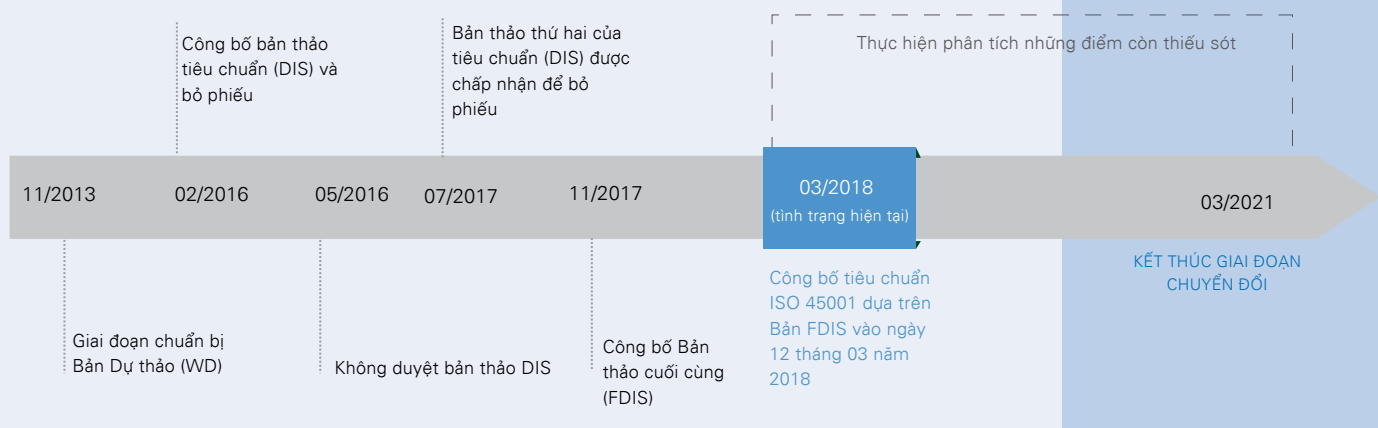 Công bố bản thảo
tiêu chuẩn (DIS) và
bỏ phiếu
Bản thảo thứ hai của
tiêu chuẩn (DIS) được
chấp nhận để bỏ
phiếu
Thực hiện phân tích những điểm còn thiếu sót
11/2013
02/2016
05/2016
07/2017
11/2017
03/2018
(tình trạng hiện tại)
03/2021
Giai đoạn chuẩn bị
Bản Dự thảo (WD)
Không duyệt bản thảo DIS
Công bố Bản
thảo cuối cùng
(FDIS)
Công bố tiêu chuẩn
ISO 45001 dựa trên
Bản FDIS vào ngày
12 tháng 03 năm
2018
KẾT THÚC GIAI ĐOẠN
CHUYỂN ĐỔI